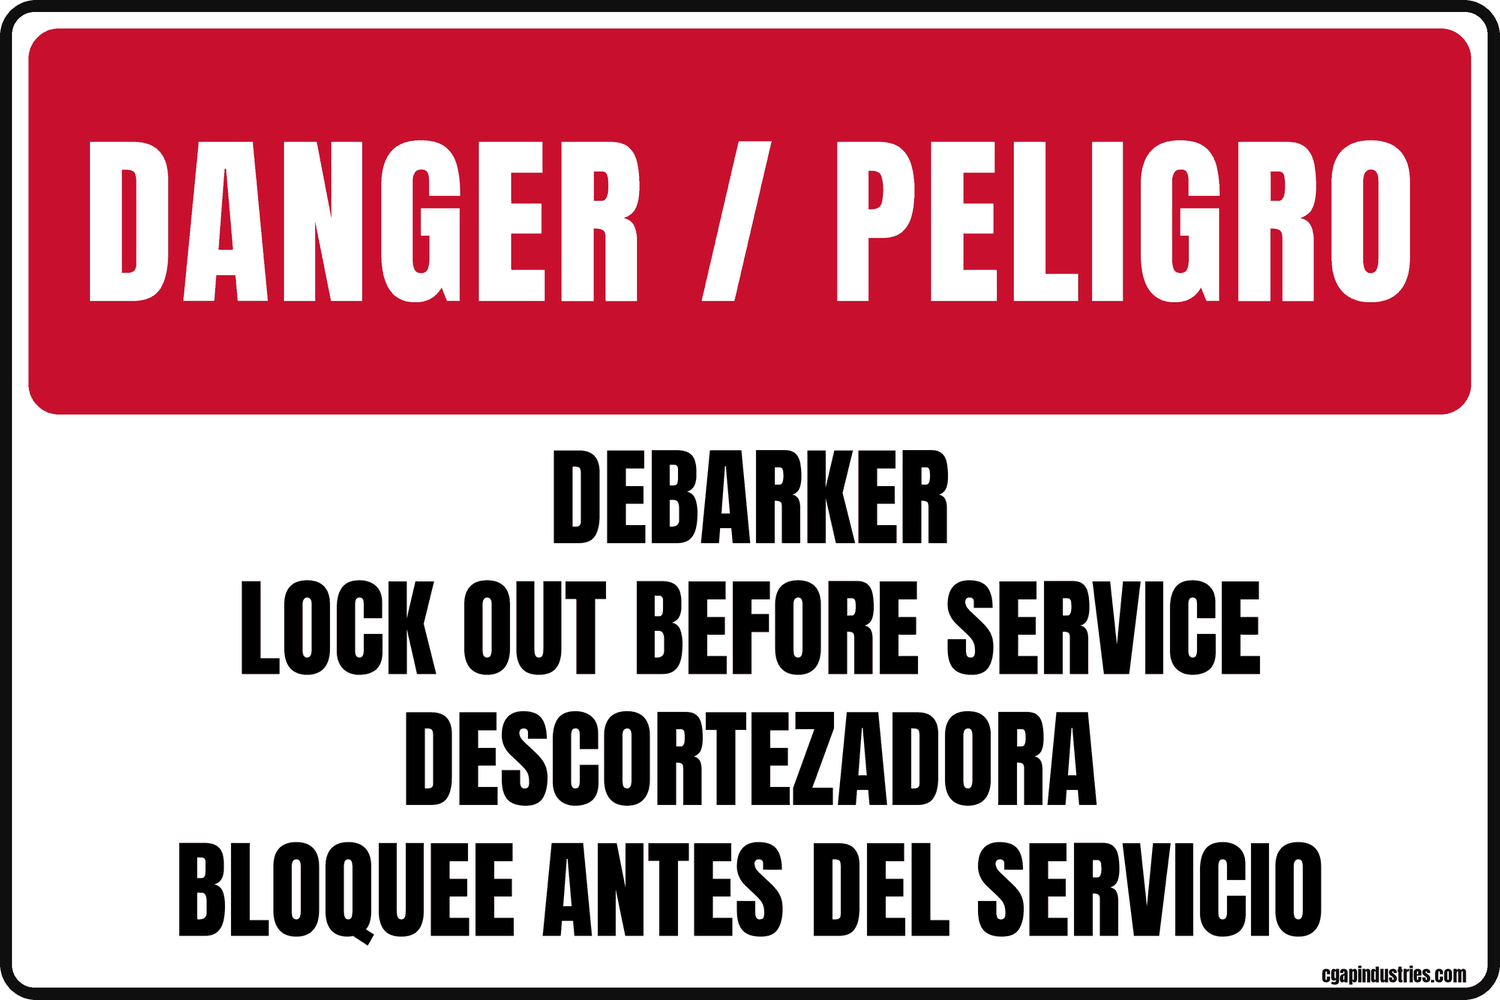 DANGER / PELIGRO
DEBARKER
LOCK OUT BEFORE SERVICE
DESCORTEZADORA
BLOQUEE ANTES DEL SERVICIO
cgapindustries.com